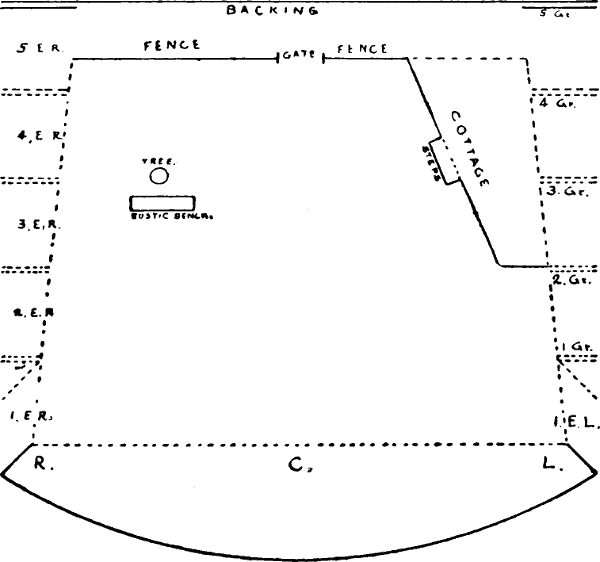 BACKING
5 Gr.
5 E R.
FENCE
GATE
FENCE
4 Gr.
4, E R
COTTAGE
STEPS
TREE.
3. Gr.
RUSTIC BENCH.
3, E, R.
2. Gr.
2. E. R
1 Gr.
1, E R.
1. E. L.
R.
C.
L.